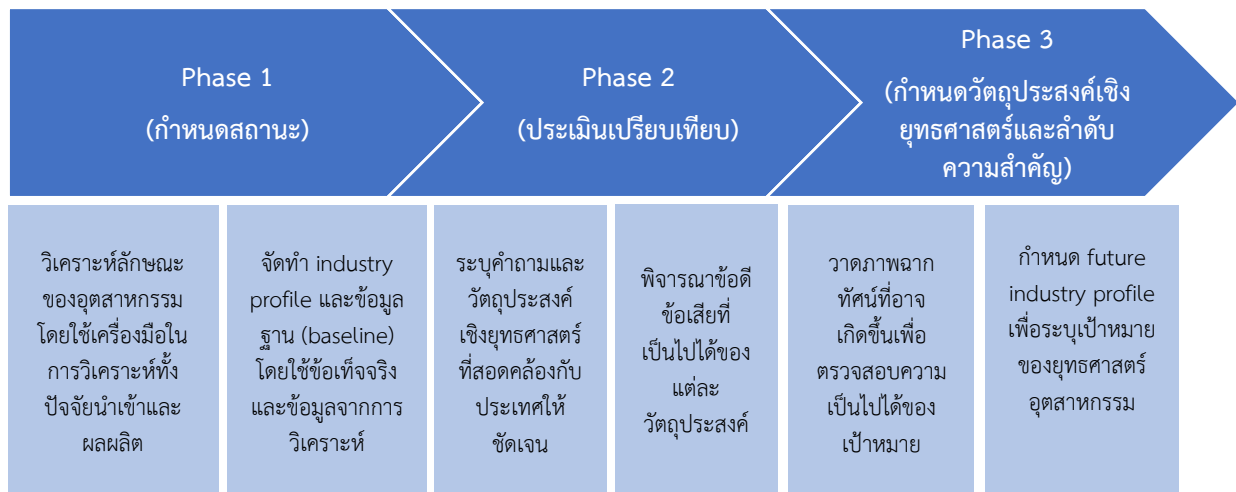 Phase 1
(กำหนดสถานะ)
Phase 2
(ประเมินเปรียบเทียบ)
Phase 3
(กำหนดวัตถุประสงค์เชิง
ยุทธศาสตร์และลำดับ
ความสำคัญ)
วิเคราะห์ลักษณะ
ของอุตสาหกรรม
โดยใช้เครื่องมือใน
การวิเคราะห์ทั้ง
ปัจจัยนำเข้าและ
ผลผลิต
จัดทำ industry
profile และข้อมูล
ฐาน (baseline)
โดยใช้ข้อเท็จจริง
และข้อมูลจากการ
วิเคราะห์
ระบุคำถามและ
วัตถุประสงค์
เชิงยุทธศาสตร์
ที่สอดคล้องกับ
ประเทศให้
ชัดเจน
พิจารณาข้อดี
ข้อเสียที่
เป็นไปได้ของ
แต่ละ
วัตถุประสงค์
วาดภาพฉาก
ทัศน์ที่อาจ
เกิดขึ้นเพื่อ
ตรวจสอบความ
เป็นไปได้ของ
เป้าหมาย
กำหนด future
industry profile
เพื่อระบุเป้าหมาย
ของยุทธศาสตร์
อุตสาหกรรม